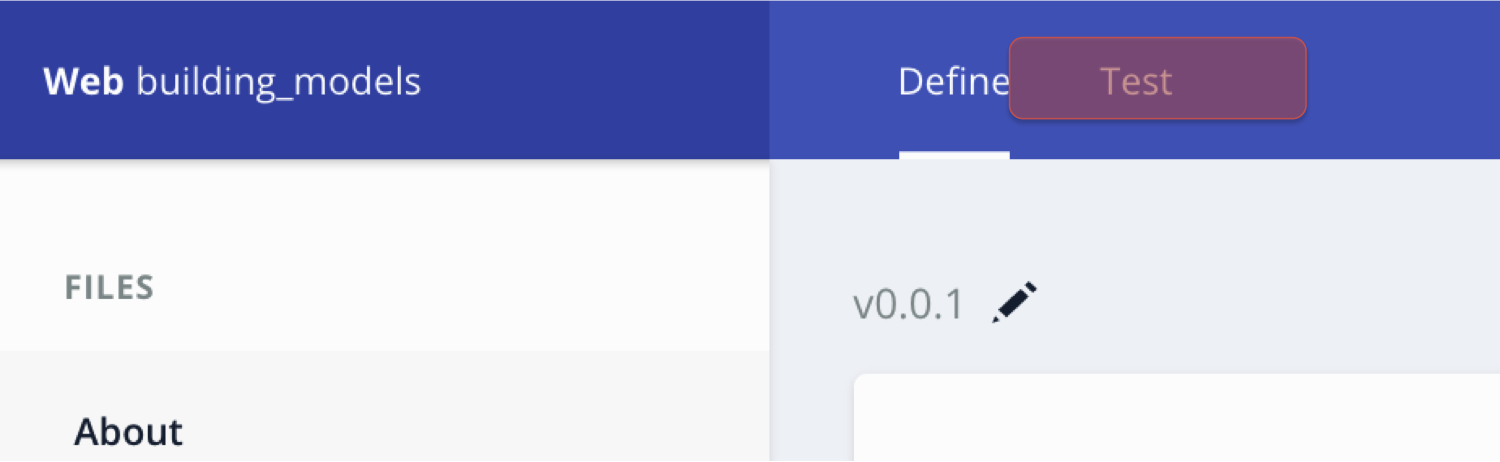 Web building_models
Define Test
FILES
v0.0.1
About